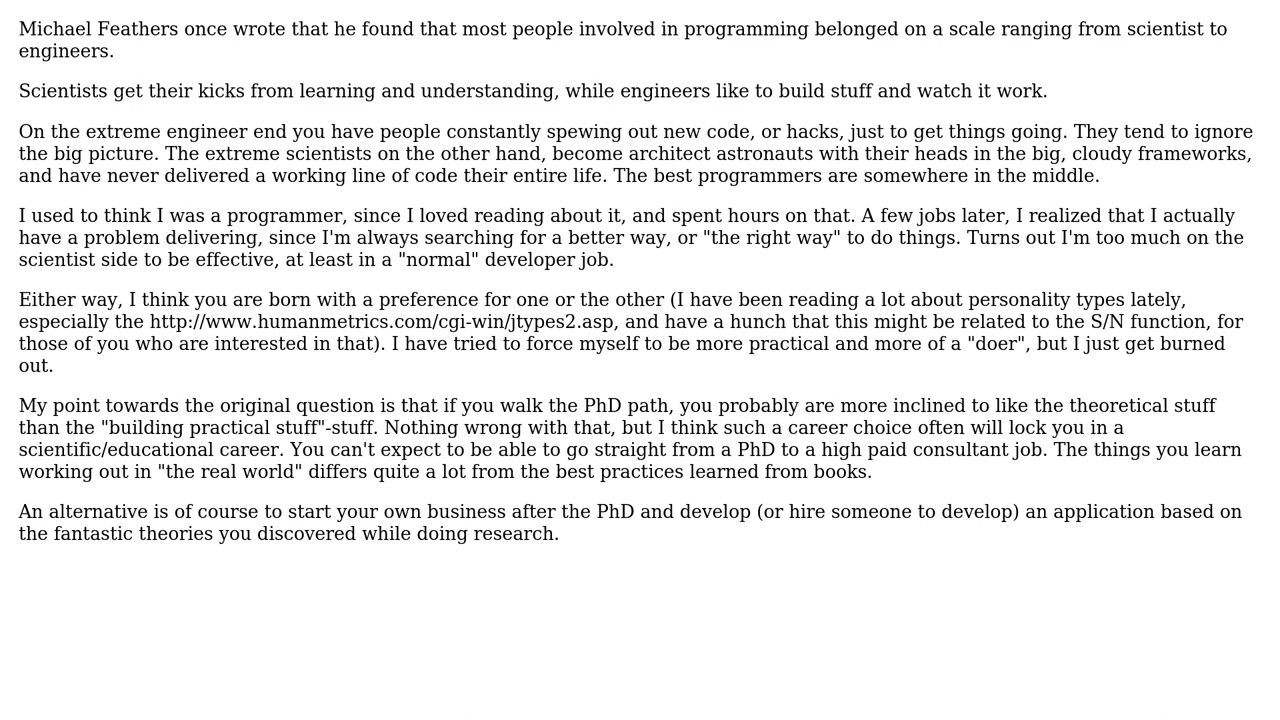 Michael Feathers once wrote that he found that most people involved in programming belonged on a scale ranging from scientist to
engineers.
Scientists get their kicks from learning and understanding, while engineers like to build stuff and watch it work.
On the extreme engineer end you have people constantly spewing out new code, or hacks, just to get things going. They tend to ignore
the big picture. The extreme scientists on the other hand, become architect astronauts with their heads in the big, cloudy frameworks,
and have never delivered a working line of code their entire life. The best programmers are somewhere in the middle.
I used to think I was a programmer, since I loved reading about it, and spent hours on that. A few jobs later, I realized that I actually
have a problem delivering, since I'm always searching for a better way, or "the right way" to do things. Turns out I'm too much on the
scientist side to be effective, at least in a "normal" developer job.
Either way, I think you are born with a preference for one or the other (I have been reading a lot about personality types lately,
especially the http://www.humanmetrics.com/cgi-win/jtypes2.asp, and have a hunch that this might be related to the S/N function, for
those of you who are interested in that). I have tried to force myself to be more practical and more of a "doer", but I just get burned
out.
My point towards the original question is that if you walk the PhD path, you probably are more inclined to like the theoretical stuff
than the "building practical stuff"-stuff. Nothing wrong with that, but I think such a career choice often will lock you in a
scientific/educational career. You can't expect to be able to go straight from a PhD to a high paid consultant job. The things you learn
working out in "the real world" differs quite a lot from the best practices learned from books.
An alternative is of course to start your own business after the PhD and develop (or hire someone to develop) an application based on
the fantastic theories you discovered while doing research.